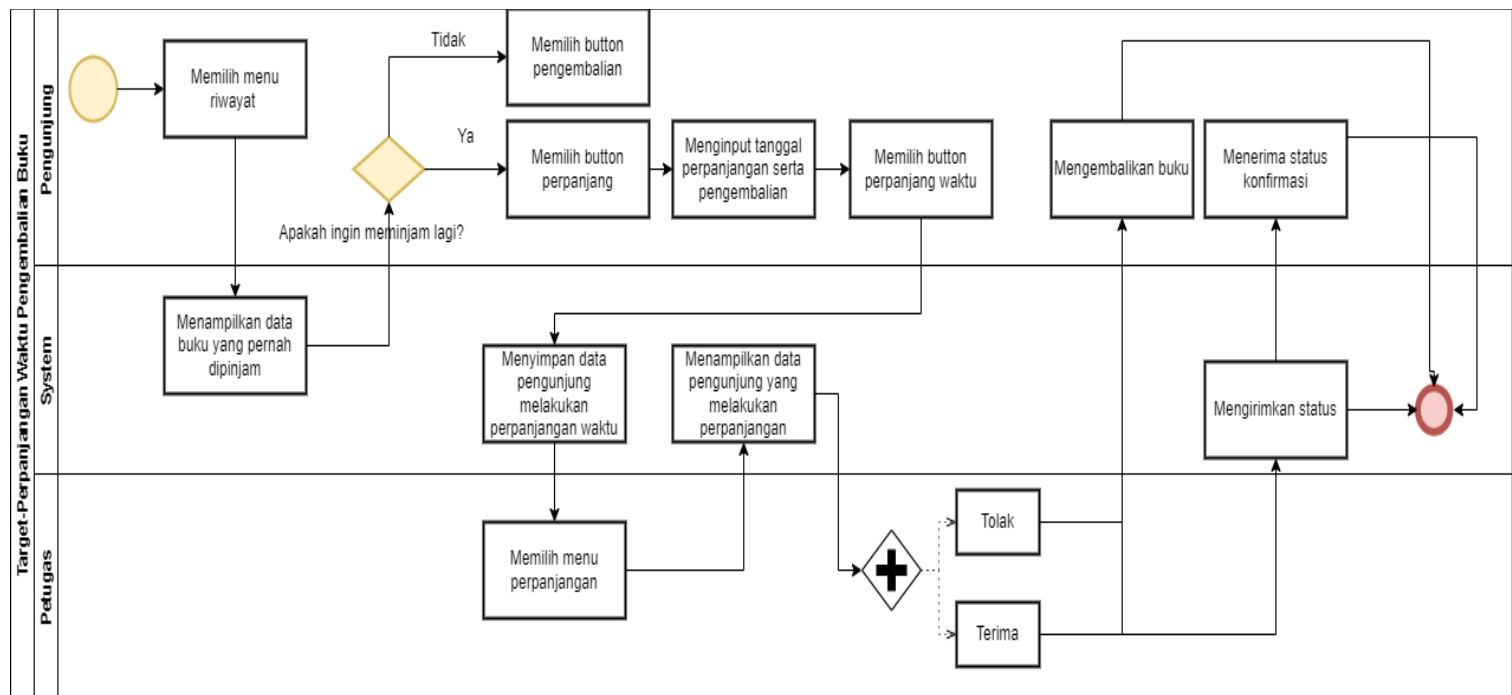 Target-Perpanjangan Waktu Pengembalian Buku
Pengunjung
Memilih menu
riwayat
Tidak
Memilih button
pengembalian
Ya
Memilih button
perpanjang
Menginput tanggal
perpanjangan serta
pengembalian
Memilih button
perpanjang waktu
Mengembalikan buku
Menerima status
konfirmasi
Apakah ingin meminjam lagi?
System
Menampilkan data
buku yang pernah
dipinjam
Menyimpan data
pengunjung
melakukan
perpanjangan waktu
Menampilkan data
pengunjung yang
melakukan
perpanjangan
Mengirimkan status
Petugas
Memilih menu
perpanjangan
Tolak
Terima